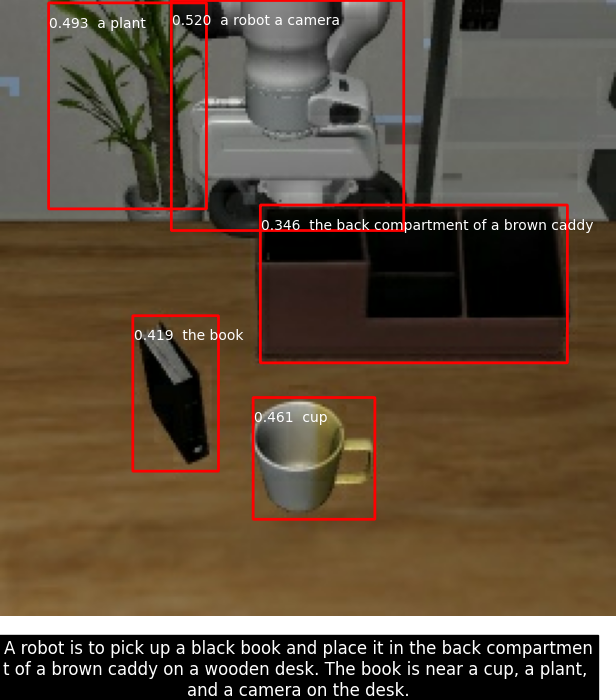 0.493 a plant
0.520 a robot a camera
0.346 the back compartment of a brown caddy
0.419 the book
0.461 cup
A robot is to pick up a black book and place it in the back compartmen
t of a brown caddy on a wooden desk. The book is near a cup, a plant,
and a camera on the desk.